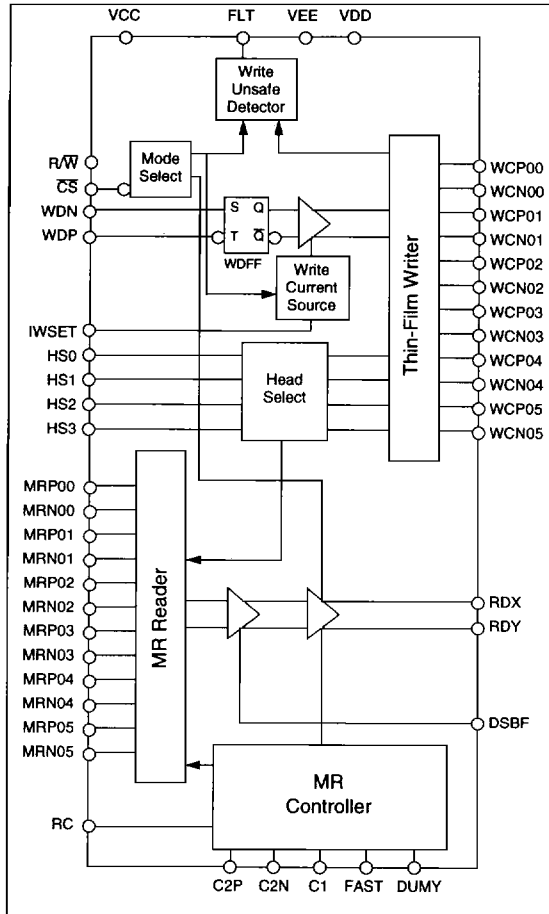 VCC FLT VEE VDD
Write
Unsafe
Detector
R/W̅
C̅S̅
WDN
WDP
IWSET
HS0
HS1
HS2
HS3
Mode
Select
S Q
T Q̅
WDFF
Write
Current
Source
Head
Select
Thin-Film Writer
WCP00
WCN00
WCP01
WCN01
WCP02
WCN02
WCP03
WCN03
WCP04
WCN04
WCP05
WCN05
MRP00
MRN00
MRP01
MRN01
MRP02
MRN02
MRP03
MRN03
MRP04
MRN04
MRP05
MRN05
MR Reader
RDX
RDY
DSBF
MR
Controller
RC
C2P C2N C1 FAST DUMY